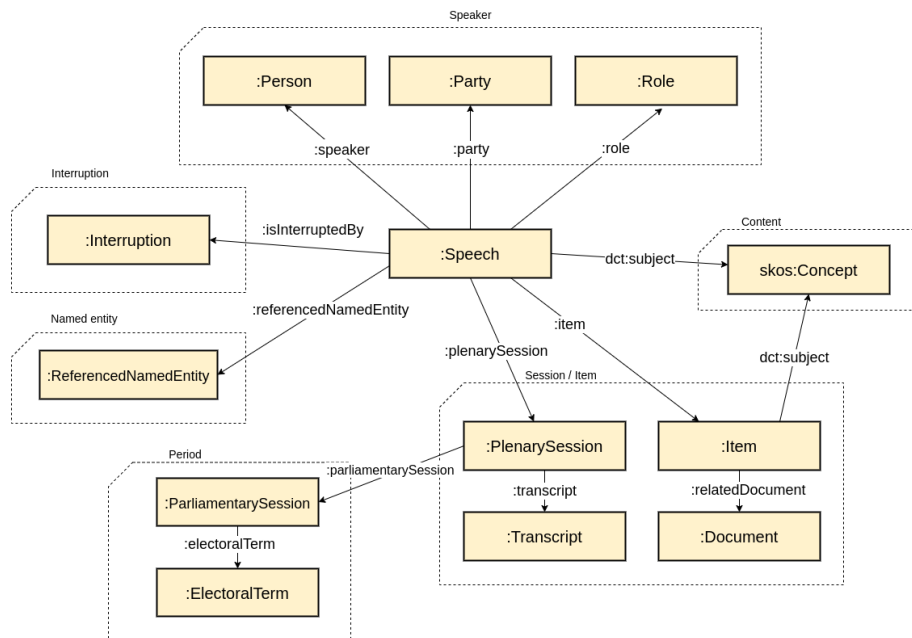 Speaker
:Person
:Party
:Role
:speaker
:party
:role
Interruption
:Interruption
:isInterruptedBy
:Speech
dct:subject
Content
skos:Concept
:referencedNamedEntity
Named entity
:ReferencedNamedEntity
:item
:plenarySession
dct:subject
Session / Item
:PlenarySession
:Item
Period
:parliamentarySession
:transcript
:relatedDocument
:ParliamentarySession
:Transcript
:Document
:electoralTerm
:ElectoralTerm